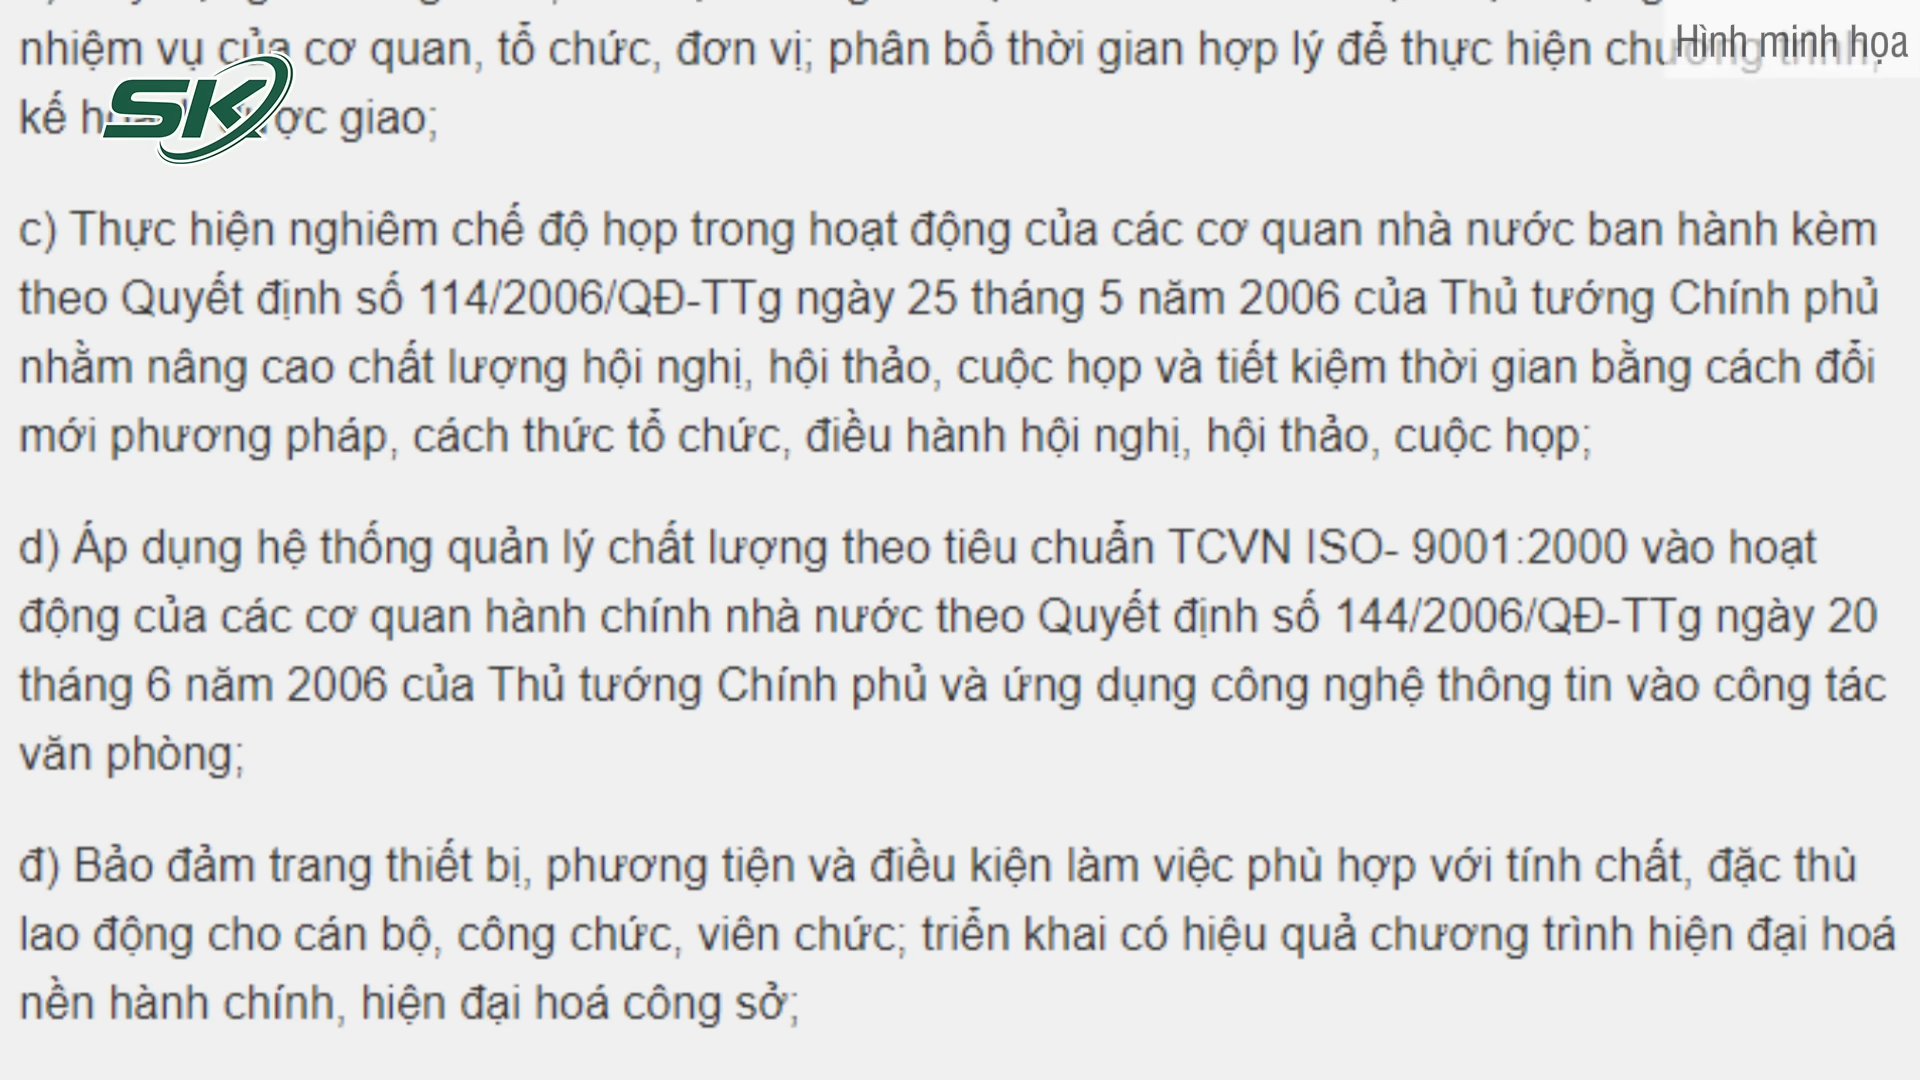 nhiệm vụ của cơ quan, tổ chức, đơn vị; phân bổ thời gian hợp lý để thực hiện chương trình,
Hình minh họa
kế được giao;
SK
c) Thực hiện nghiêm chế độ họp trong hoạt động của các cơ quan nhà nước ban hành kèm
theo Quyết định số 114/2006/QĐ-TTg ngày 25 tháng 5 năm 2006 của Thủ tướng Chính phủ
nhằm nâng cao chất lượng hội nghị, hội thảo, cuộc họp và tiết kiệm thời gian bằng cách đổi
mới phương pháp, cách thức tổ chức, điều hành hội nghị, hội thảo, cuộc họp;
d) Áp dụng hệ thống quản lý chất lượng theo tiêu chuẩn TCVN ISO- 9001:2000 vào hoạt
động của các cơ quan hành chính nhà nước theo Quyết định số 144/2006/QĐ-TTg ngày 20
tháng 6 năm 2006 của Thủ tướng Chính phủ và ứng dụng công nghệ thông tin vào công tác
văn phòng;
đ) Bảo đảm trang thiết bị, phương tiện và điều kiện làm việc phù hợp với tính chất, đặc thù
lao động cho cán bộ, công chức, viên chức; triển khai có hiệu quả chương trình hiện đại hoá
nền hành chính, hiện đại hoá công sở;